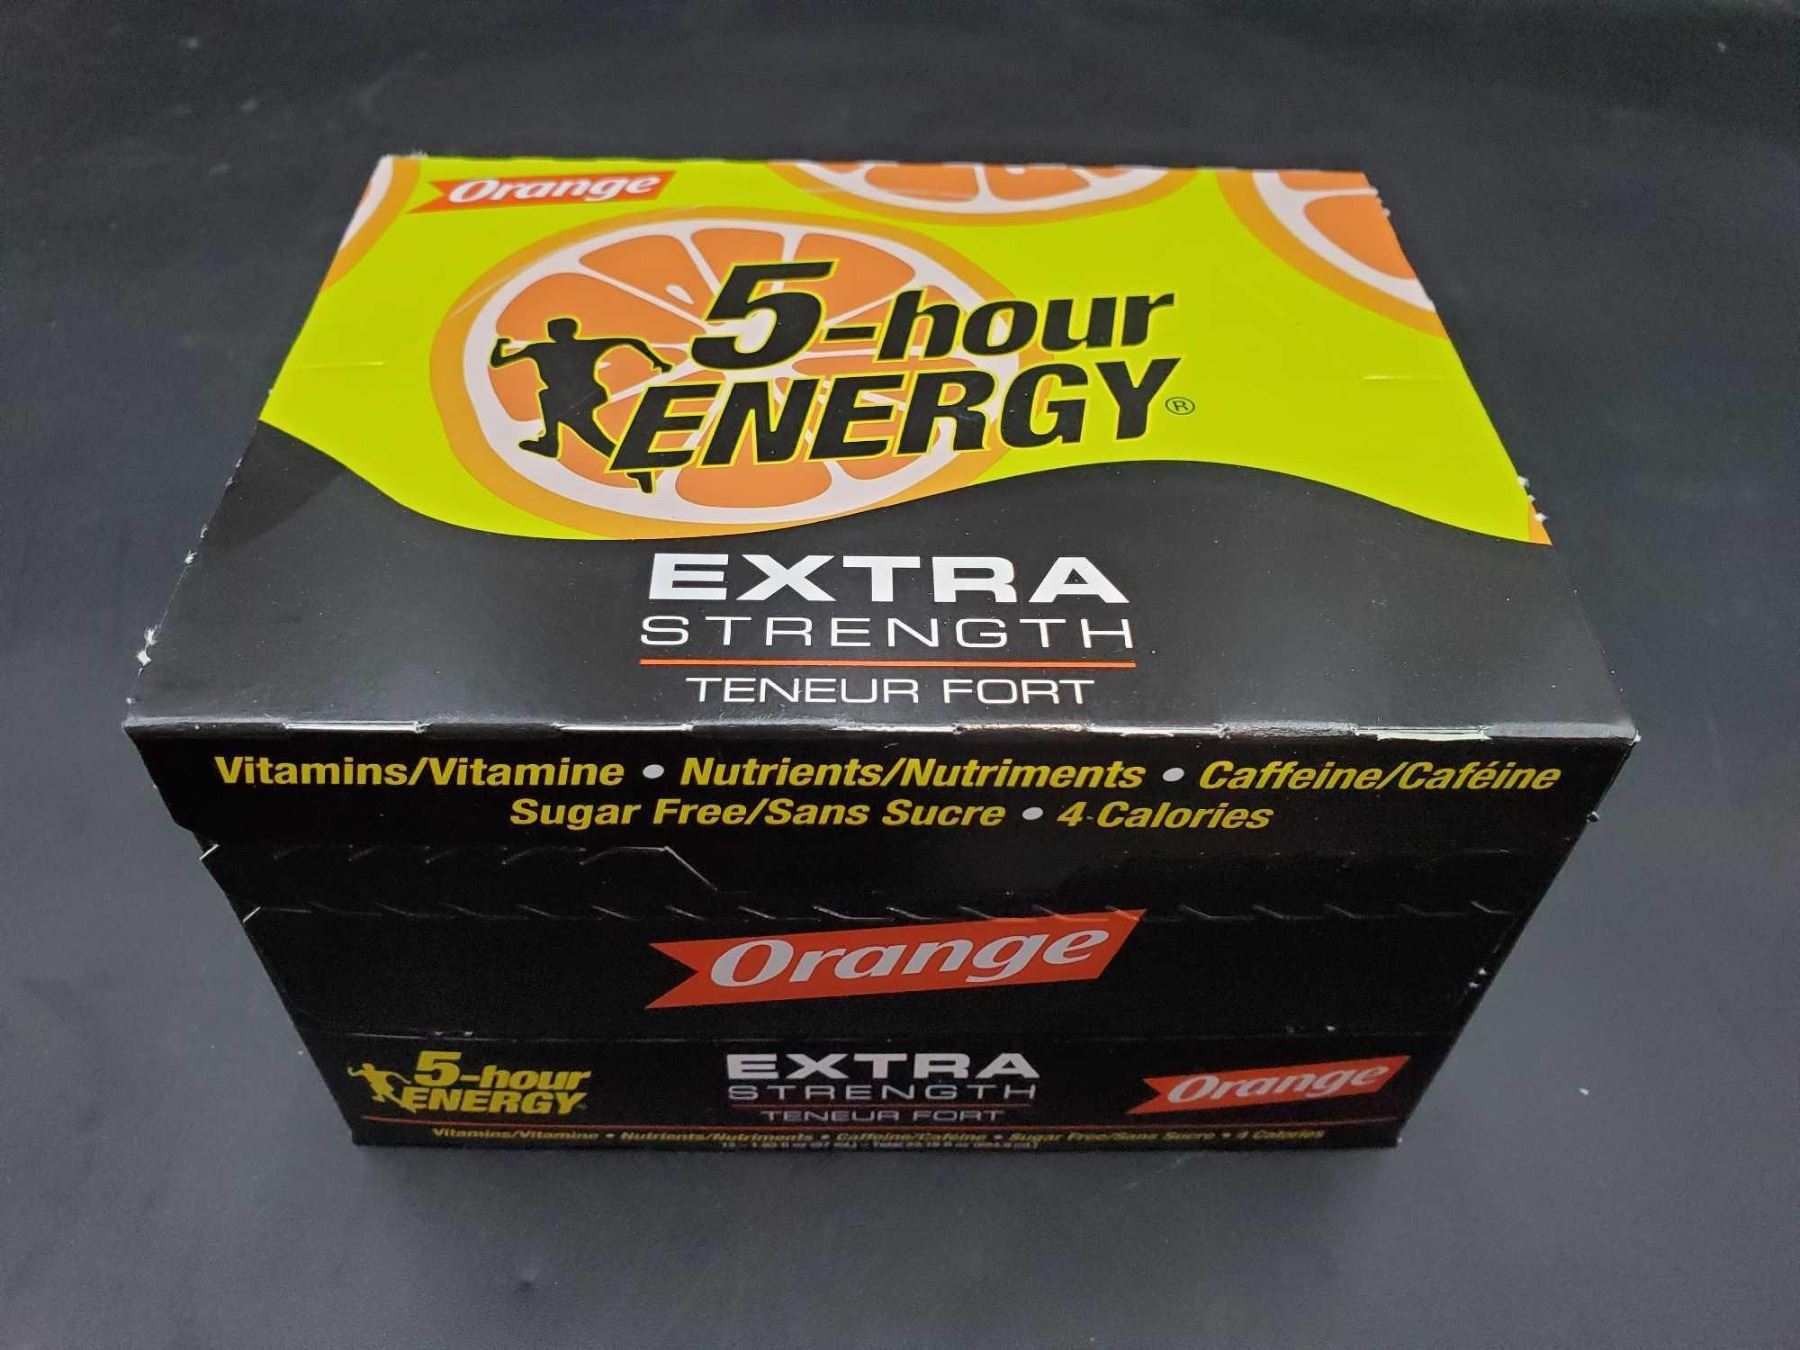 Orange
5-hour
ENERGY®
EXTRA
STRENGTH
TENEUR FORT
Vitamins/Vitamine • Nutrients/Nutriments • Caffeine/Caféine
Sugar Free/Sans Sucre • 4 Calories
Orange
5-hour
ENERGY
EXTRA
STRENGTH
TENEUR FORT
Orange
Vitamins/Vitamine • Nutrients/Nutriments • Caffeine/Caféine • Sugar Free/Sans Sucre • 4 Calories